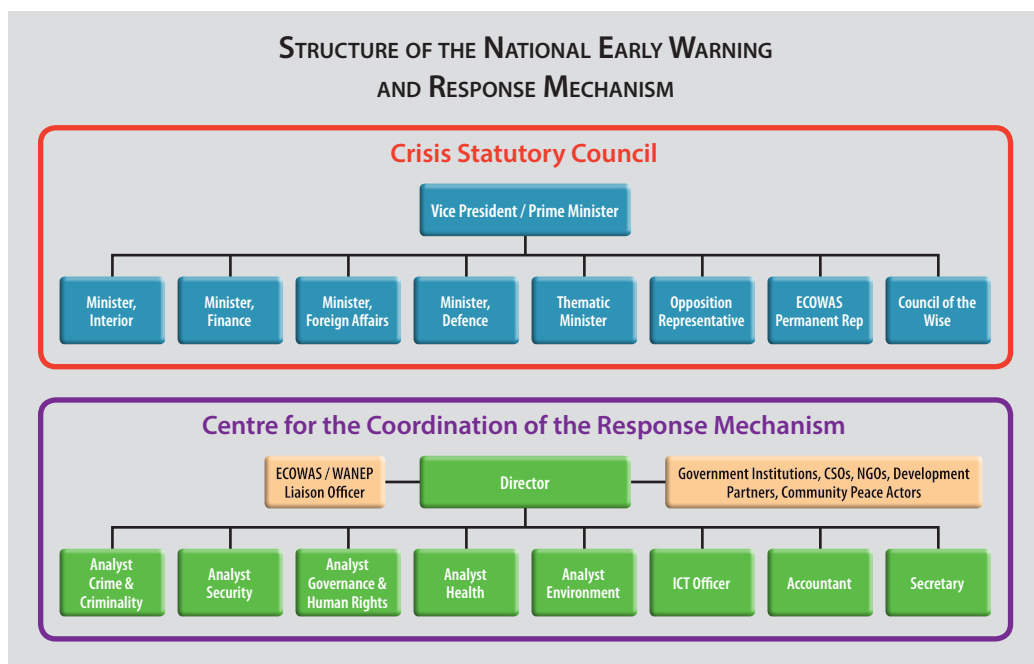 STRUCTURE OF THE NATIONAL EARLY WARNING
AND RESPONSE MECHANISM
Crisis Statutory Council
Vice President / Prime Minister
Minister,
Interior
Minister,
Finance
Minister,
Foreign Affairs
Minister,
Defence
Thematic
Minister
Opposition
Representative
ECOWAS
Permanent Rep
Council of the
Wise
Centre for the Coordination of the Response Mechanism
ECOWAS / WANEP
Liaison Officer
Director
Government Institutions, CSOs, NGOs, Development
Partners, Community Peace Actors
Analyst
Crime &
Criminality
Analyst
Security
Analyst
Governance &
Human Rights
Analyst
Health
Analyst
Environment
ICT Officer
Accountant
Secretary